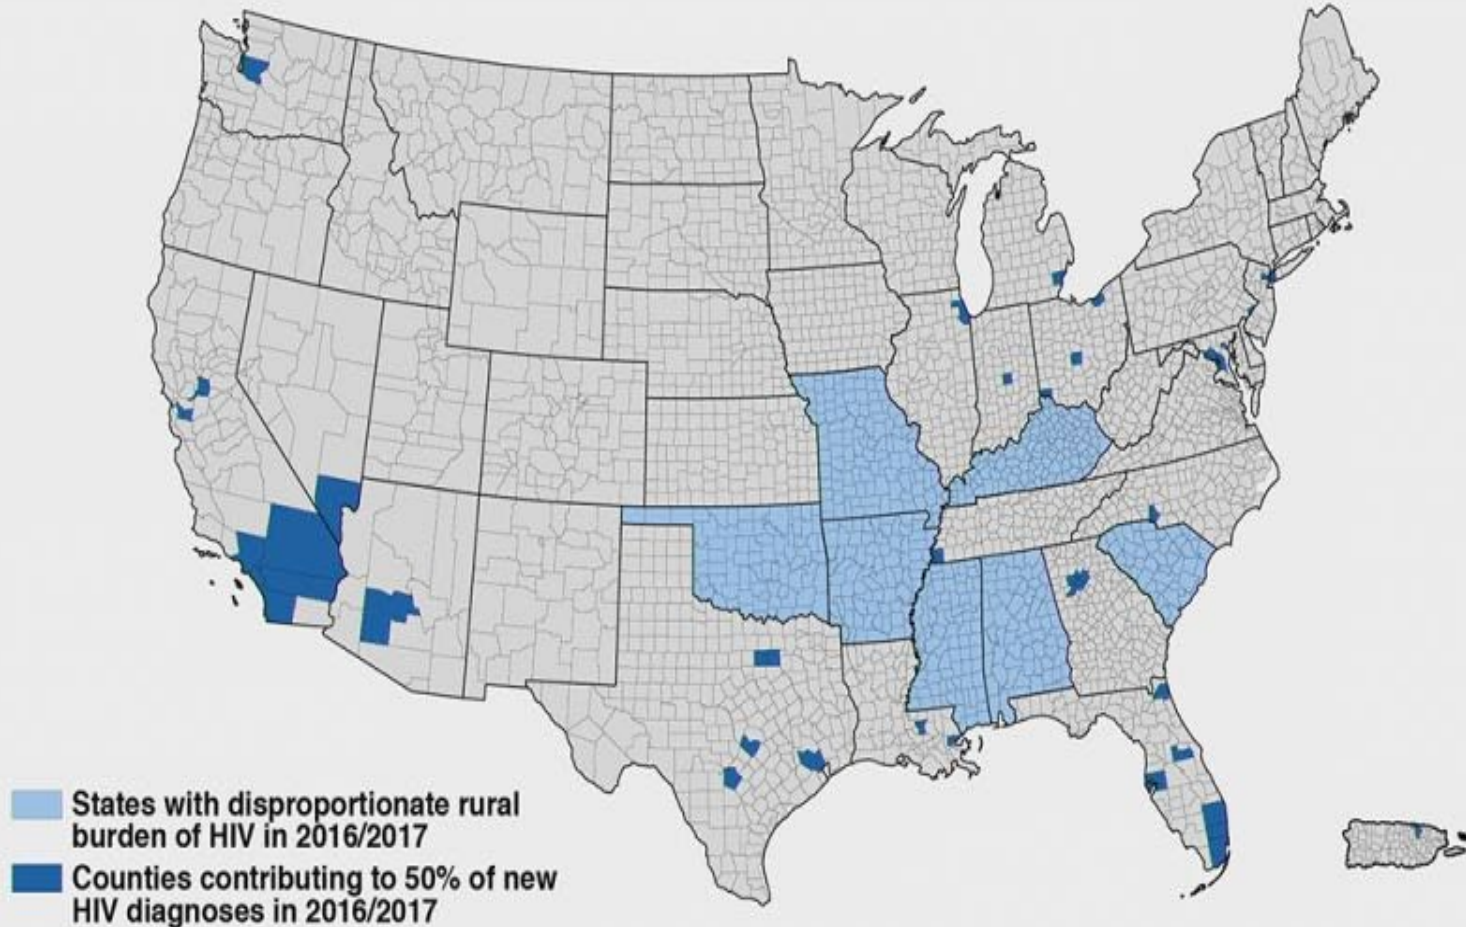 States with disproportionate rural
burden of HIV in 2016/2017
Counties contributing to 50% of new
HIV diagnoses in 2016/2017